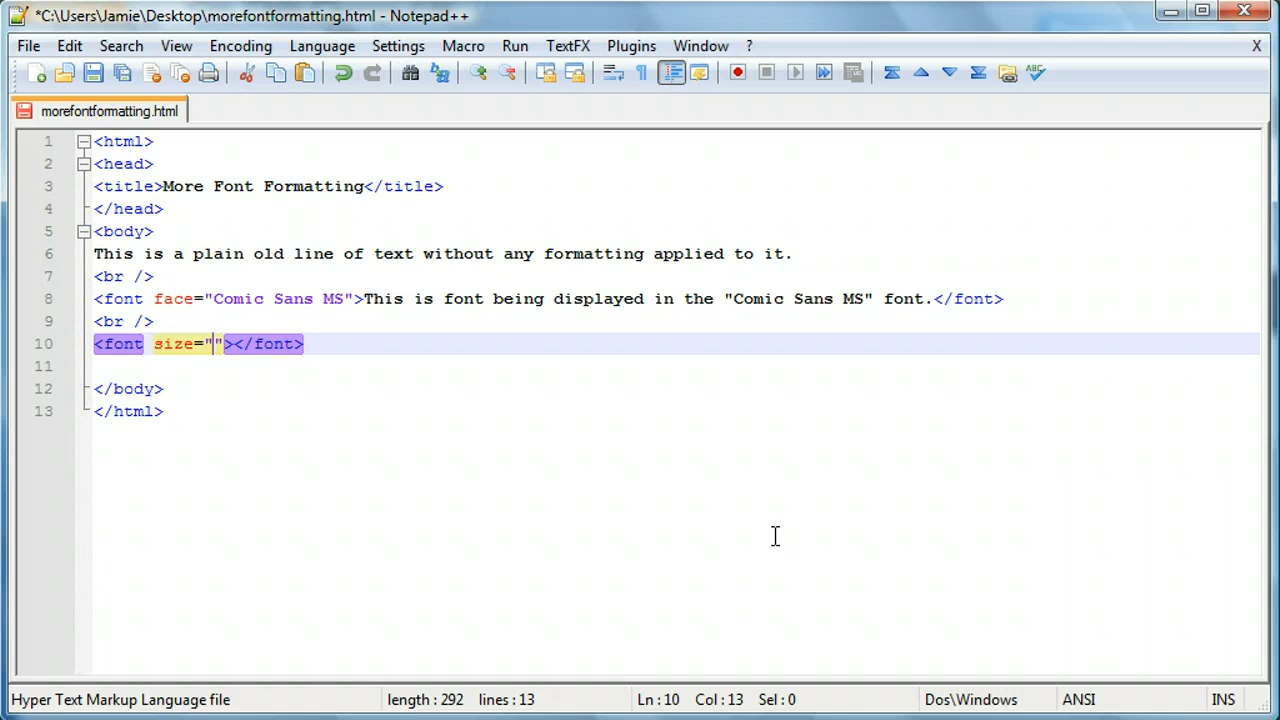 *C:\Users\Jamie\Desktop\morefontformatting.html - Notepad++
File Edit Search View Encoding Language Settings Macro Run TextFX Plugins Window ? X
morefontformatting.html
1 <html>
2 <head>
3 <title>More Font Formatting</title>
4 </head>
5 <body>
6 This is a plain old line of text without any formatting applied to it.
7 <br />
8 <font face="Comic Sans MS">This is font being displayed in the "Comic Sans MS" font.</font>
9 <br />
10 <font size=""></font>
11
12 </body>
13 </html>
Hyper Text Markup Language file length : 292 lines : 13 Ln : 10 Col : 13 Sel : 0 Dos\Windows ANSI INS